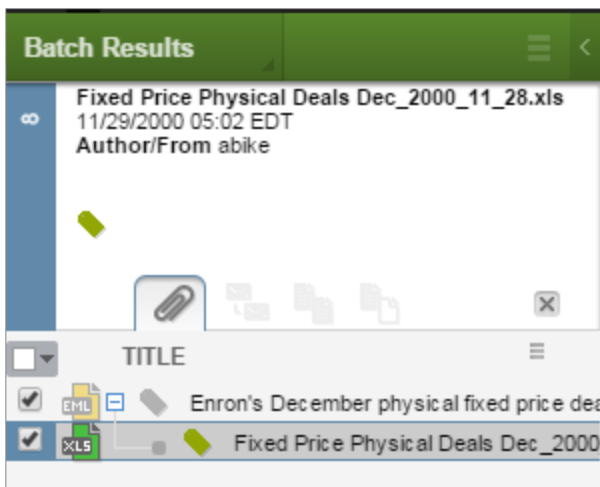 Batch Results
Fixed Price Physical Deals Dec_2000_11_28.xls
11/29/2000 05:02 EDT
Author/From abike
TITLE
EML Enron's December physical fixed price dea
XLS Fixed Price Physical Deals Dec_2000